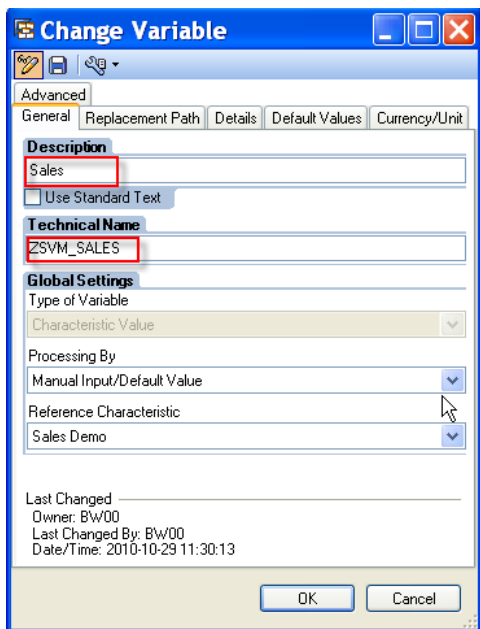 Change Variable
Advanced
General Replacement Path Details Default Values Currency/Unit
Description
Sales
Use Standard Text
Technical Name
ZSVM_SALES
Global Settings
Type of Variable
Characteristic Value
Processing By
Manual Input/Default Value
Reference Characteristic
Sales Demo
Last Changed
Owner: BW00
Last Changed By: BW00
Date/Time: 2010-10-29 11:30:13
OK Cancel